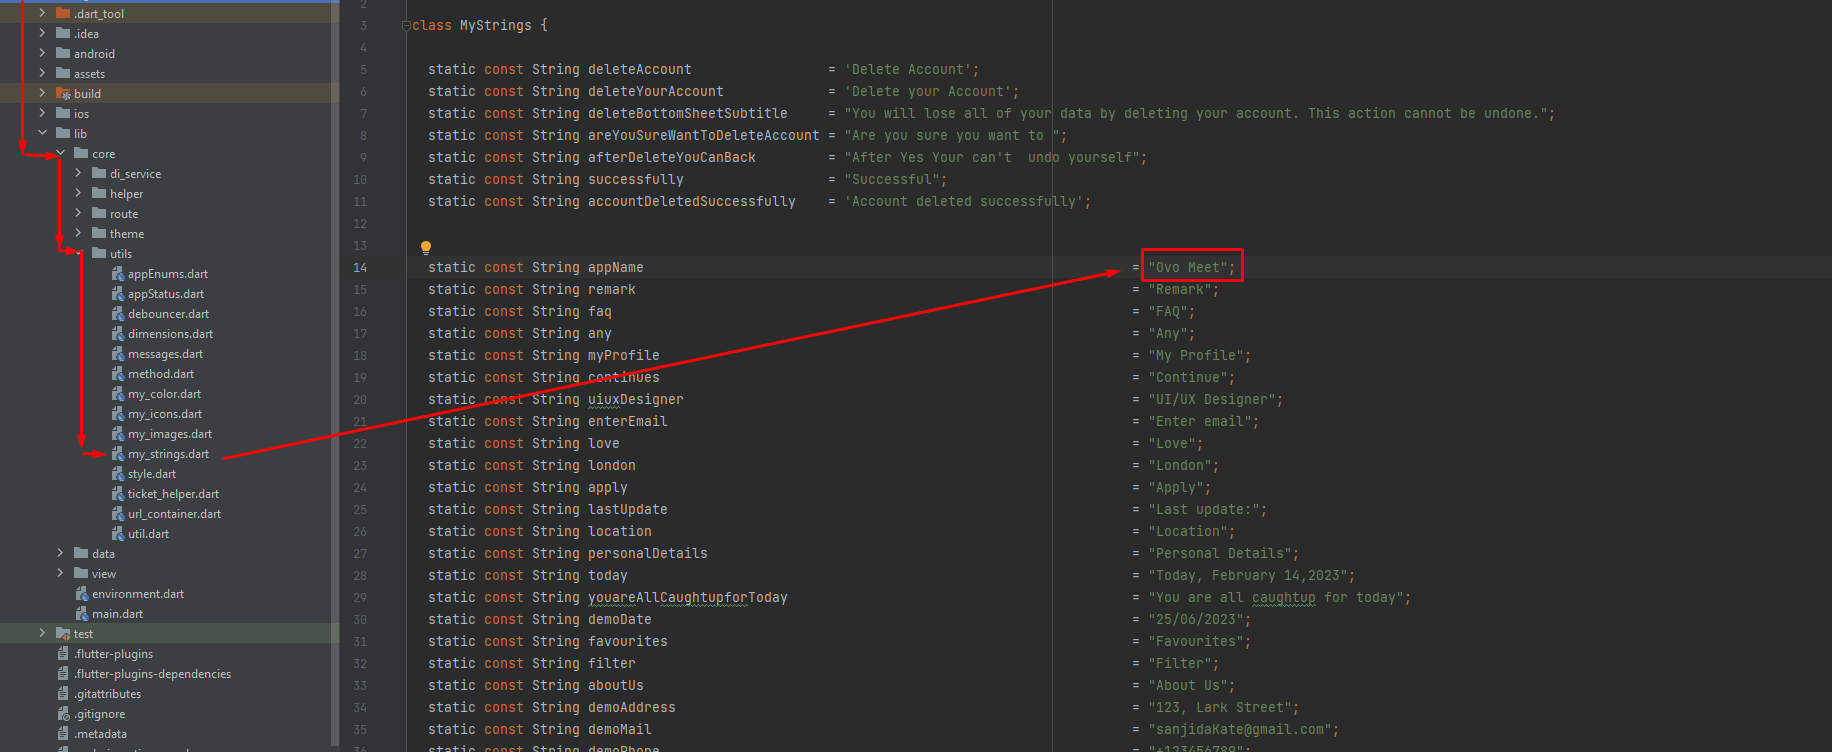 .dart_tool
.idea
android
assets
build
ios
lib
core
di_service
helper
route
theme
utils
appEnums.dart
appStatus.dart
debouncer.dart
dimensions.dart
messages.dart
method.dart
my_color.dart
my_icons.dart
my_images.dart
my_strings.dart
style.dart
ticket_helper.dart
url_container.dart
util.dart
data
view
environment.dart
main.dart
test
.flutter-plugins
.flutter-plugins-dependencies
.gitattributes
.gitignore
.metadata
2
3 class MyStrings {
4
5 static const String deleteAccount = 'Delete Account';
6 static const String deleteYourAccount = 'Delete your Account';
7 static const String deleteBottomSheetSubtitle = "You will lose all of your data by deleting your account. This action cannot be undone.";
8 static const String areYouSureWantToDeleteAccount = "Are you sure you want to ";
9 static const String afterDeleteYouCanBack = "After Yes Your can't  undo yourself";
10 static const String successfully = "Successful";
11 static const String accountDeletedSuccessfully = 'Account deleted successfully';
12
13
14 static const String appName = "Ovo Meet";
15 static const String remark = "Remark";
16 static const String faq = "FAQ";
17 static const String any = "Any";
18 static const String myProfile = "My Profile";
19 static const String continues = "Continue";
20 static const String uiuxDesigner = "UI/UX Designer";
21 static const String enterEmail = "Enter email";
22 static const String love = "Love";
23 static const String london = "London";
24 static const String apply = "Apply";
25 static const String lastUpdate = "Last update:";
26 static const String location = "Location";
27 static const String personalDetails = "Personal Details";
28 static const String today = "Today, February 14,2023";
29 static const String youareAllCaughtupforToday = "You are all caughtup for today";
30 static const String demoDate = "25/06/2023";
31 static const String favourites = "Favourites";
32 static const String filter = "Filter";
33 static const String aboutUs = "About Us";
34 static const String demoAddress = "123, Lark Street";
35 static const String demoMail = "sanjidaKate@gmail.com";
36 static const String demoPhone = "+123456789";